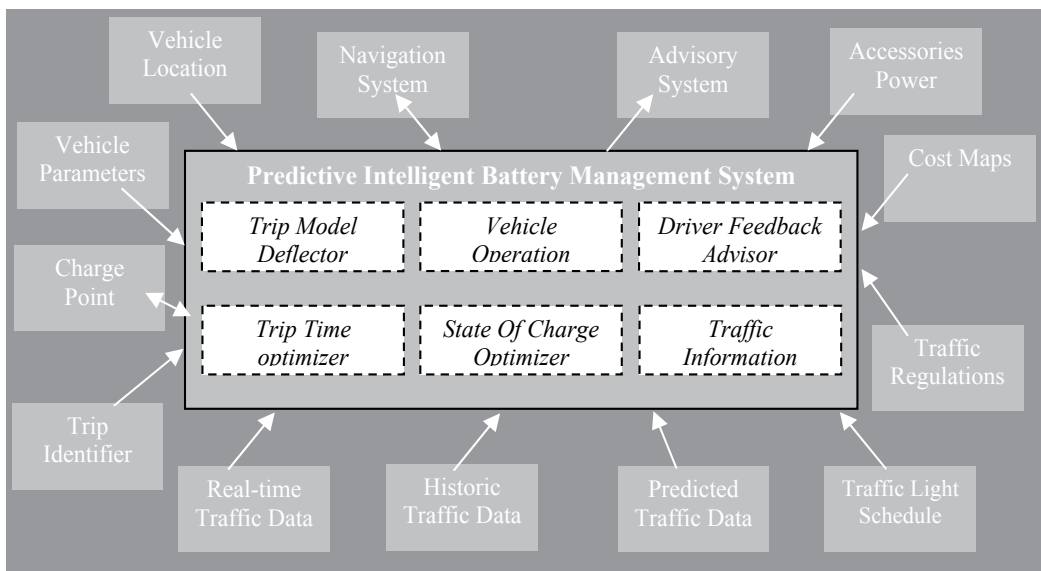 Vehicle
Location
Navigation
System
Advisory
System
Accessories
Power
Vehicle
Parameters
Cost Maps
Predictive Intelligent Battery Management System
Trip Model
Deflector
Vehicle
Operation
Driver Feedback
Advisor
Charge
Point
Trip Time
optimizer
State Of Charge
Optimizer
Traffic
Information
Traffic
Regulations
Trip
Identifier
Real-time
Traffic Data
Historic
Traffic Data
Predicted
Traffic Data
Traffic Light
Schedule